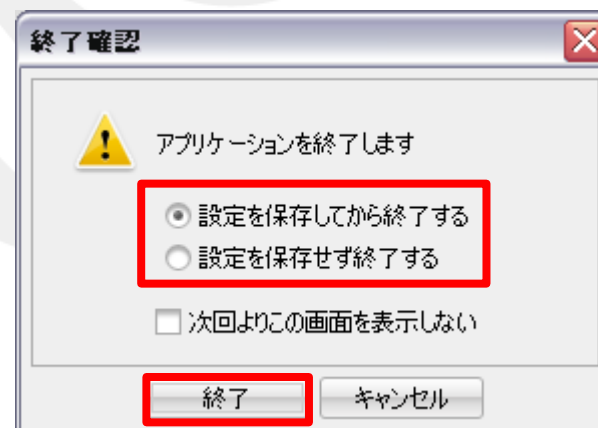 終了確認
アプリケーションを終了します
設定を保存してから終了する
設定を保存せず終了する
次回よりこの画面を表示しない
終了 キャンセル